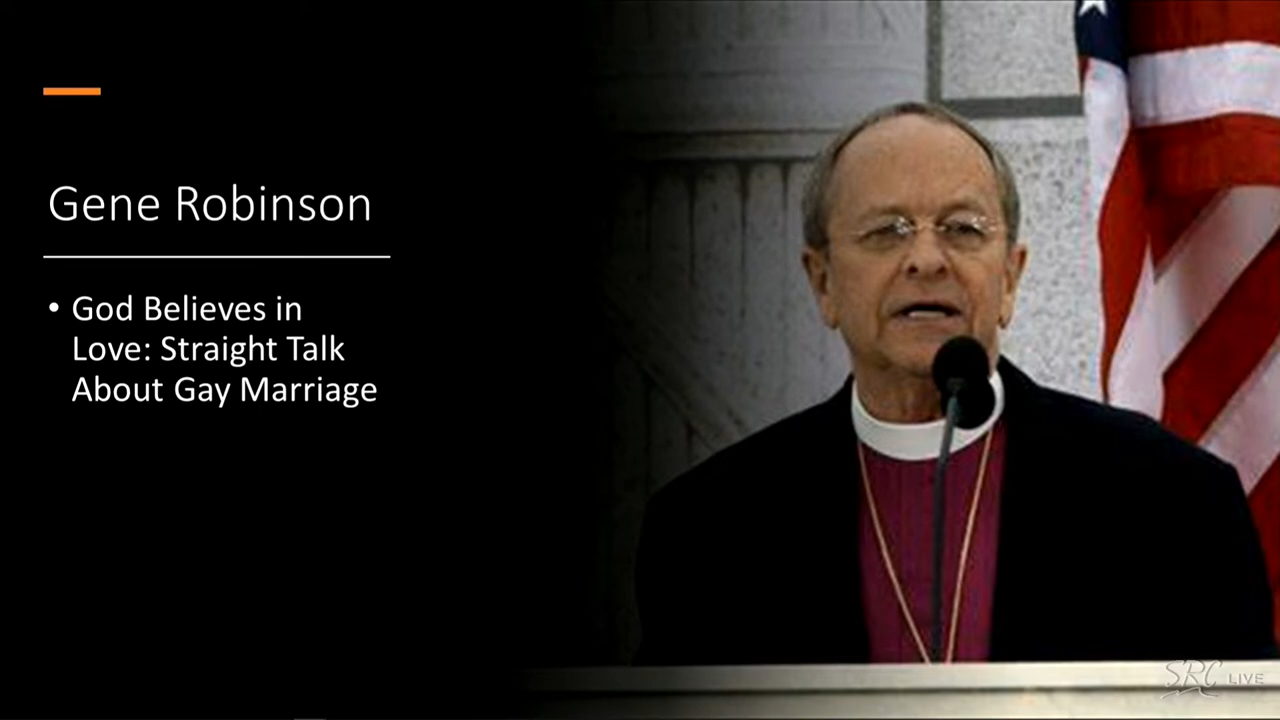 Gene Robinson
• God Believes in
Love: Straight Talk
About Gay Marriage
SRC LIVE